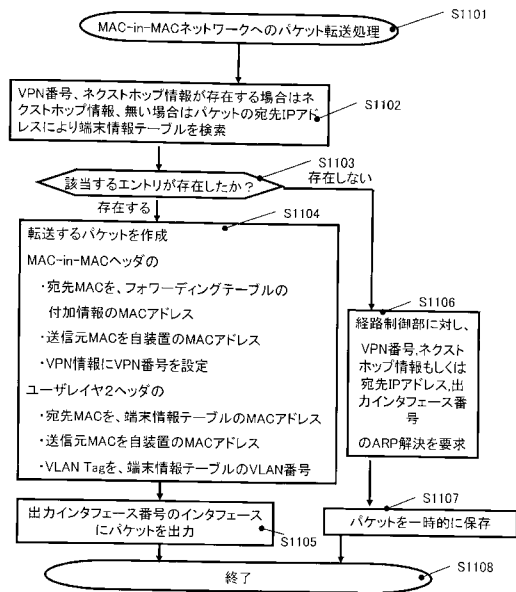 MAC-in-MACネットワークへのパケット転送処理
S1101
VPN番号、ネクストホップ情報が存在する場合はネ
クストホップ情報、無い場合はパケットの宛先IPアド
レスにより端末情報テーブルを検索
S1102
該当するエントリが存在したか?
S1103
存在する
存在しない
S1104
転送するパケットを作成
MAC-in-MACヘッダの
・宛先MACを、フォワーディングテーブルの
付加情報のMACアドレス
・送信元MACを自装置のMACアドレス
・VPN情報にVPN番号を設定
ユーザレイヤ2ヘッダの
・宛先MACを、端末情報テーブルのMACアドレス
・送信元MACを自装置のMACアドレス
・VLAN Tagを、端末情報テーブルのVLAN番号
S1106
経路制御部に対し、
VPN番号,ネクスト
ホップ情報もしくは
宛先IPアドレス,出
力インタフェース番
号
のARP解決を要求
出力インタフェース番号のインタフェース
にパケットを出力
S1105
S1107
パケットを一時的に保存
終了
S1108